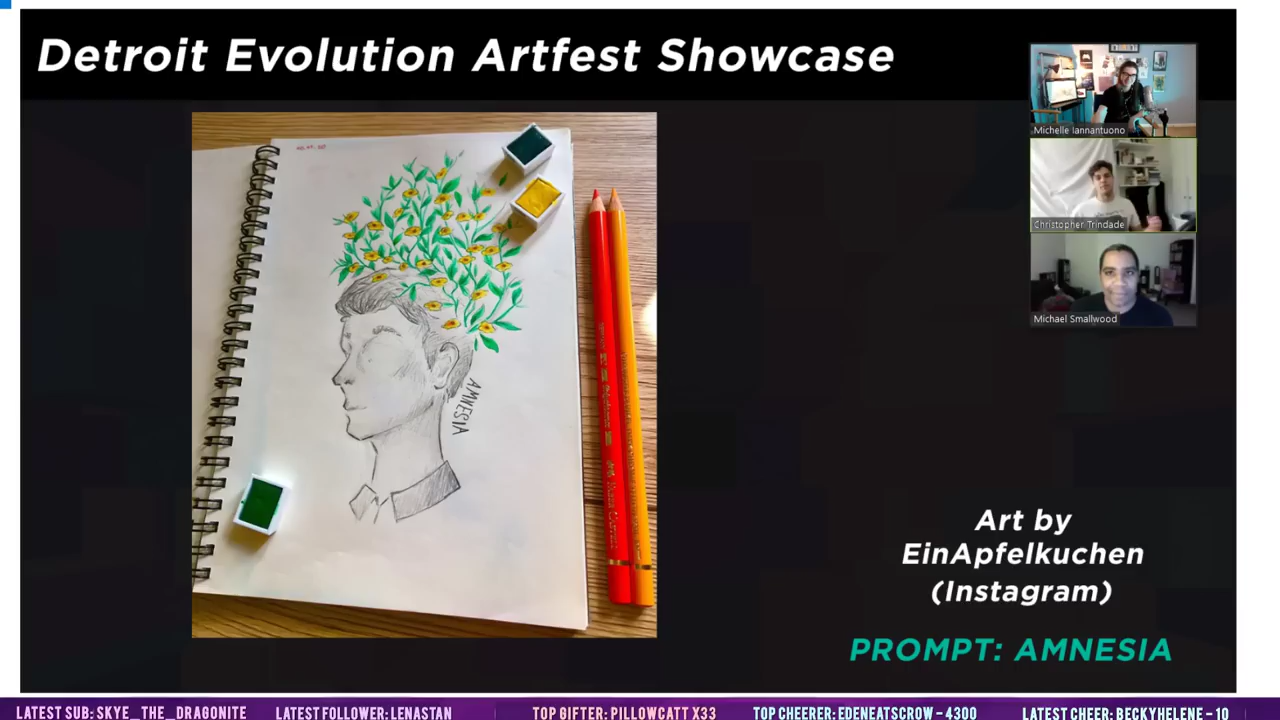 Detroit Evolution Artfest Showcase
Michelle Iannantuono
Christopher Trindade
Michael Smallwood
AMNESIA
Art by
EinApfelkuchen
(Instagram)
PROMPT: AMNESIA
LATEST SUB: SKYE_THE_DRAGONITE
LATEST FOLLOWER: LENASTAN
TOP GIFTER: PILLOWCATT X33
TOP CHEERER: EDENEATSCROW - 4300
LATEST CHEER: BECKYHELENE - 10